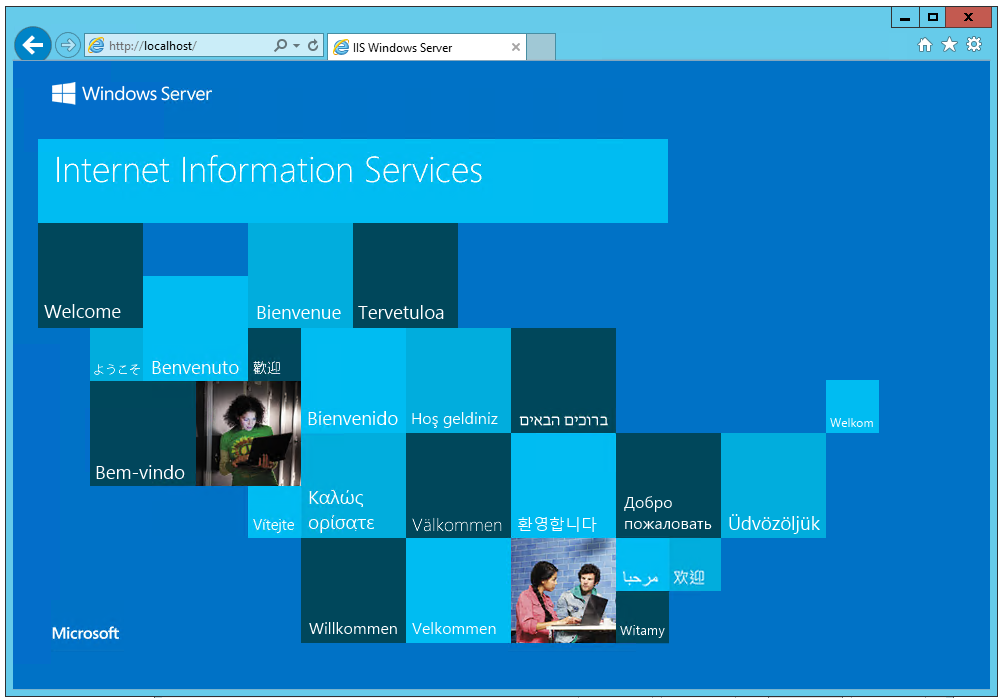 http://localhost/
IIS Windows Server
Windows Server
Internet Information Services
Welcome
Bienvenue
Tervetuloa
ようこそ
Benvenuto
歡迎
Bienvenido
Hoş geldiniz
ברוכים הבאים
Welkom
Bem-vindo
Vítejte
Καλώς
ορίσατε
Välkommen
환영합니다
Добро
пожаловать
Üdvözöljük
Willkommen
Velkommen
مرحبا
欢迎
Witamy
Microsoft